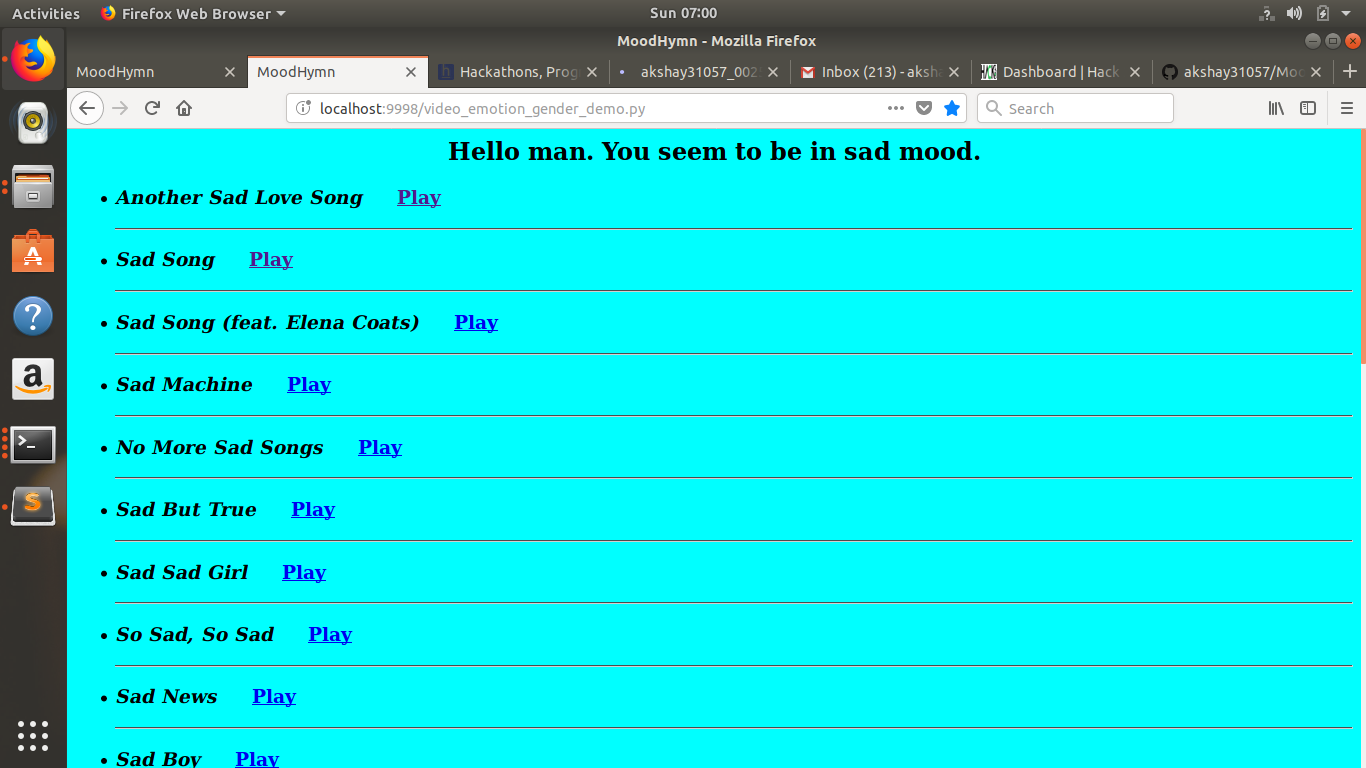 Activities Firefox Web Browser Sun 07:00
MoodHymn - Mozilla Firefox
MoodHymn MoodHymn Hackathons, Prog akshay31057_002 Inbox (213) - aksha Dashboard | Hack akshay31057/Moo
localhost:9998/video_emotion_gender_demo.py Search
Hello man. You seem to be in sad mood.
• Another Sad Love Song Play
• Sad Song Play
• Sad Song (feat. Elena Coats) Play
• Sad Machine Play
• No More Sad Songs Play
• Sad But True Play
• Sad Sad Girl Play
• So Sad, So Sad Play
• Sad News Play
• Sad Boy Play